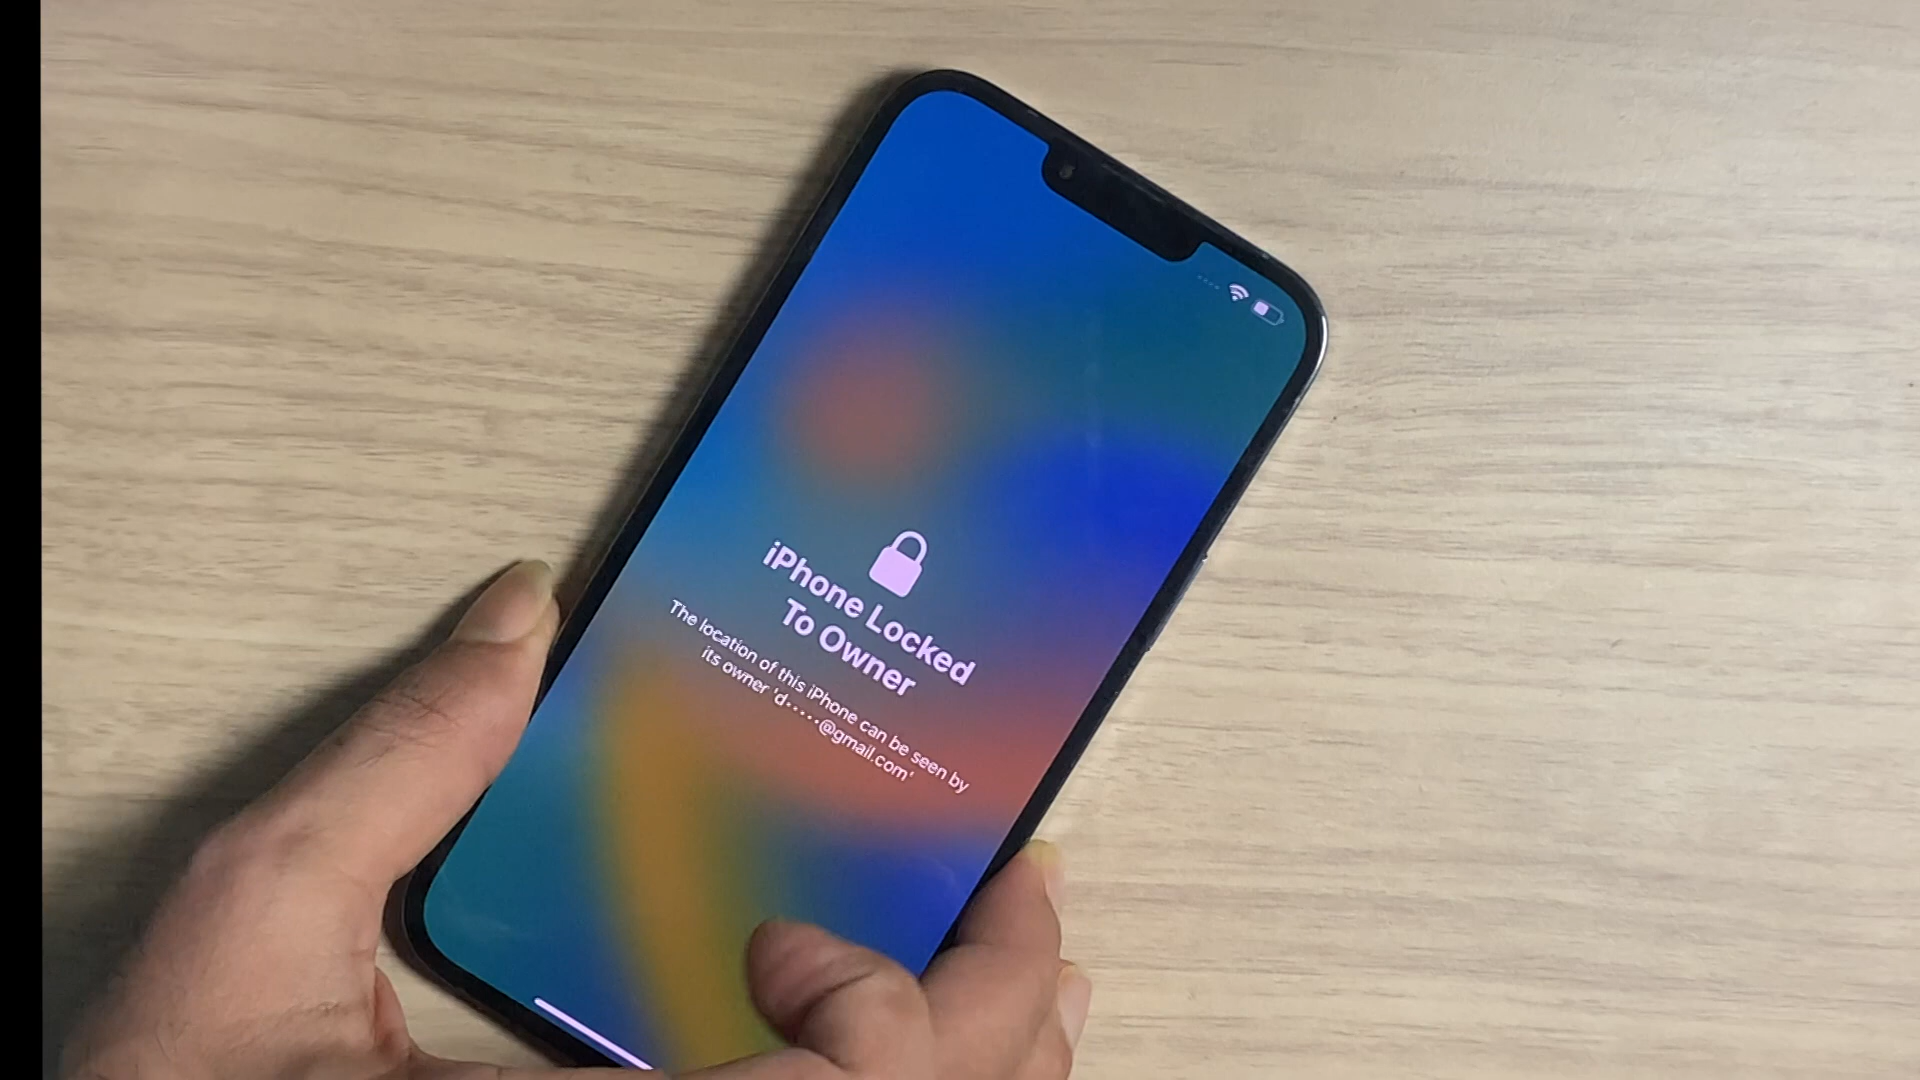 iPhone Locked
To Owner
The location of this iPhone can be seen by
its owner 'd•••••@gmail.com'